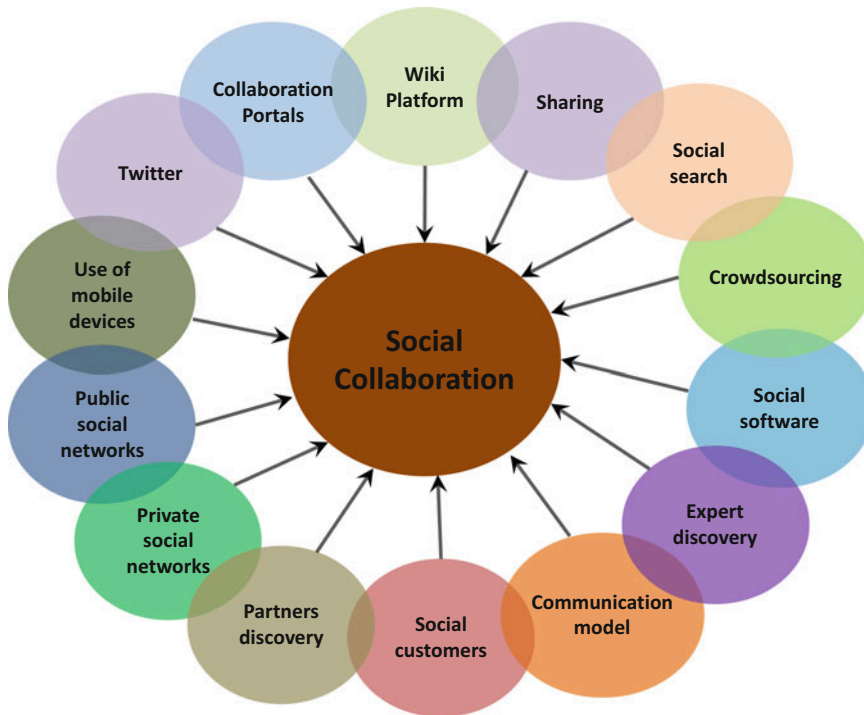 Wiki
Platform
Sharing
Social
search
Crowdsourcing
Social
software
Expert
discovery
Communication
model
Social
customers
Partners
discovery
Private
social
networks
Public
social
networks
Use of
mobile
devices
Twitter
Collaboration
Portals
Social
Collaboration